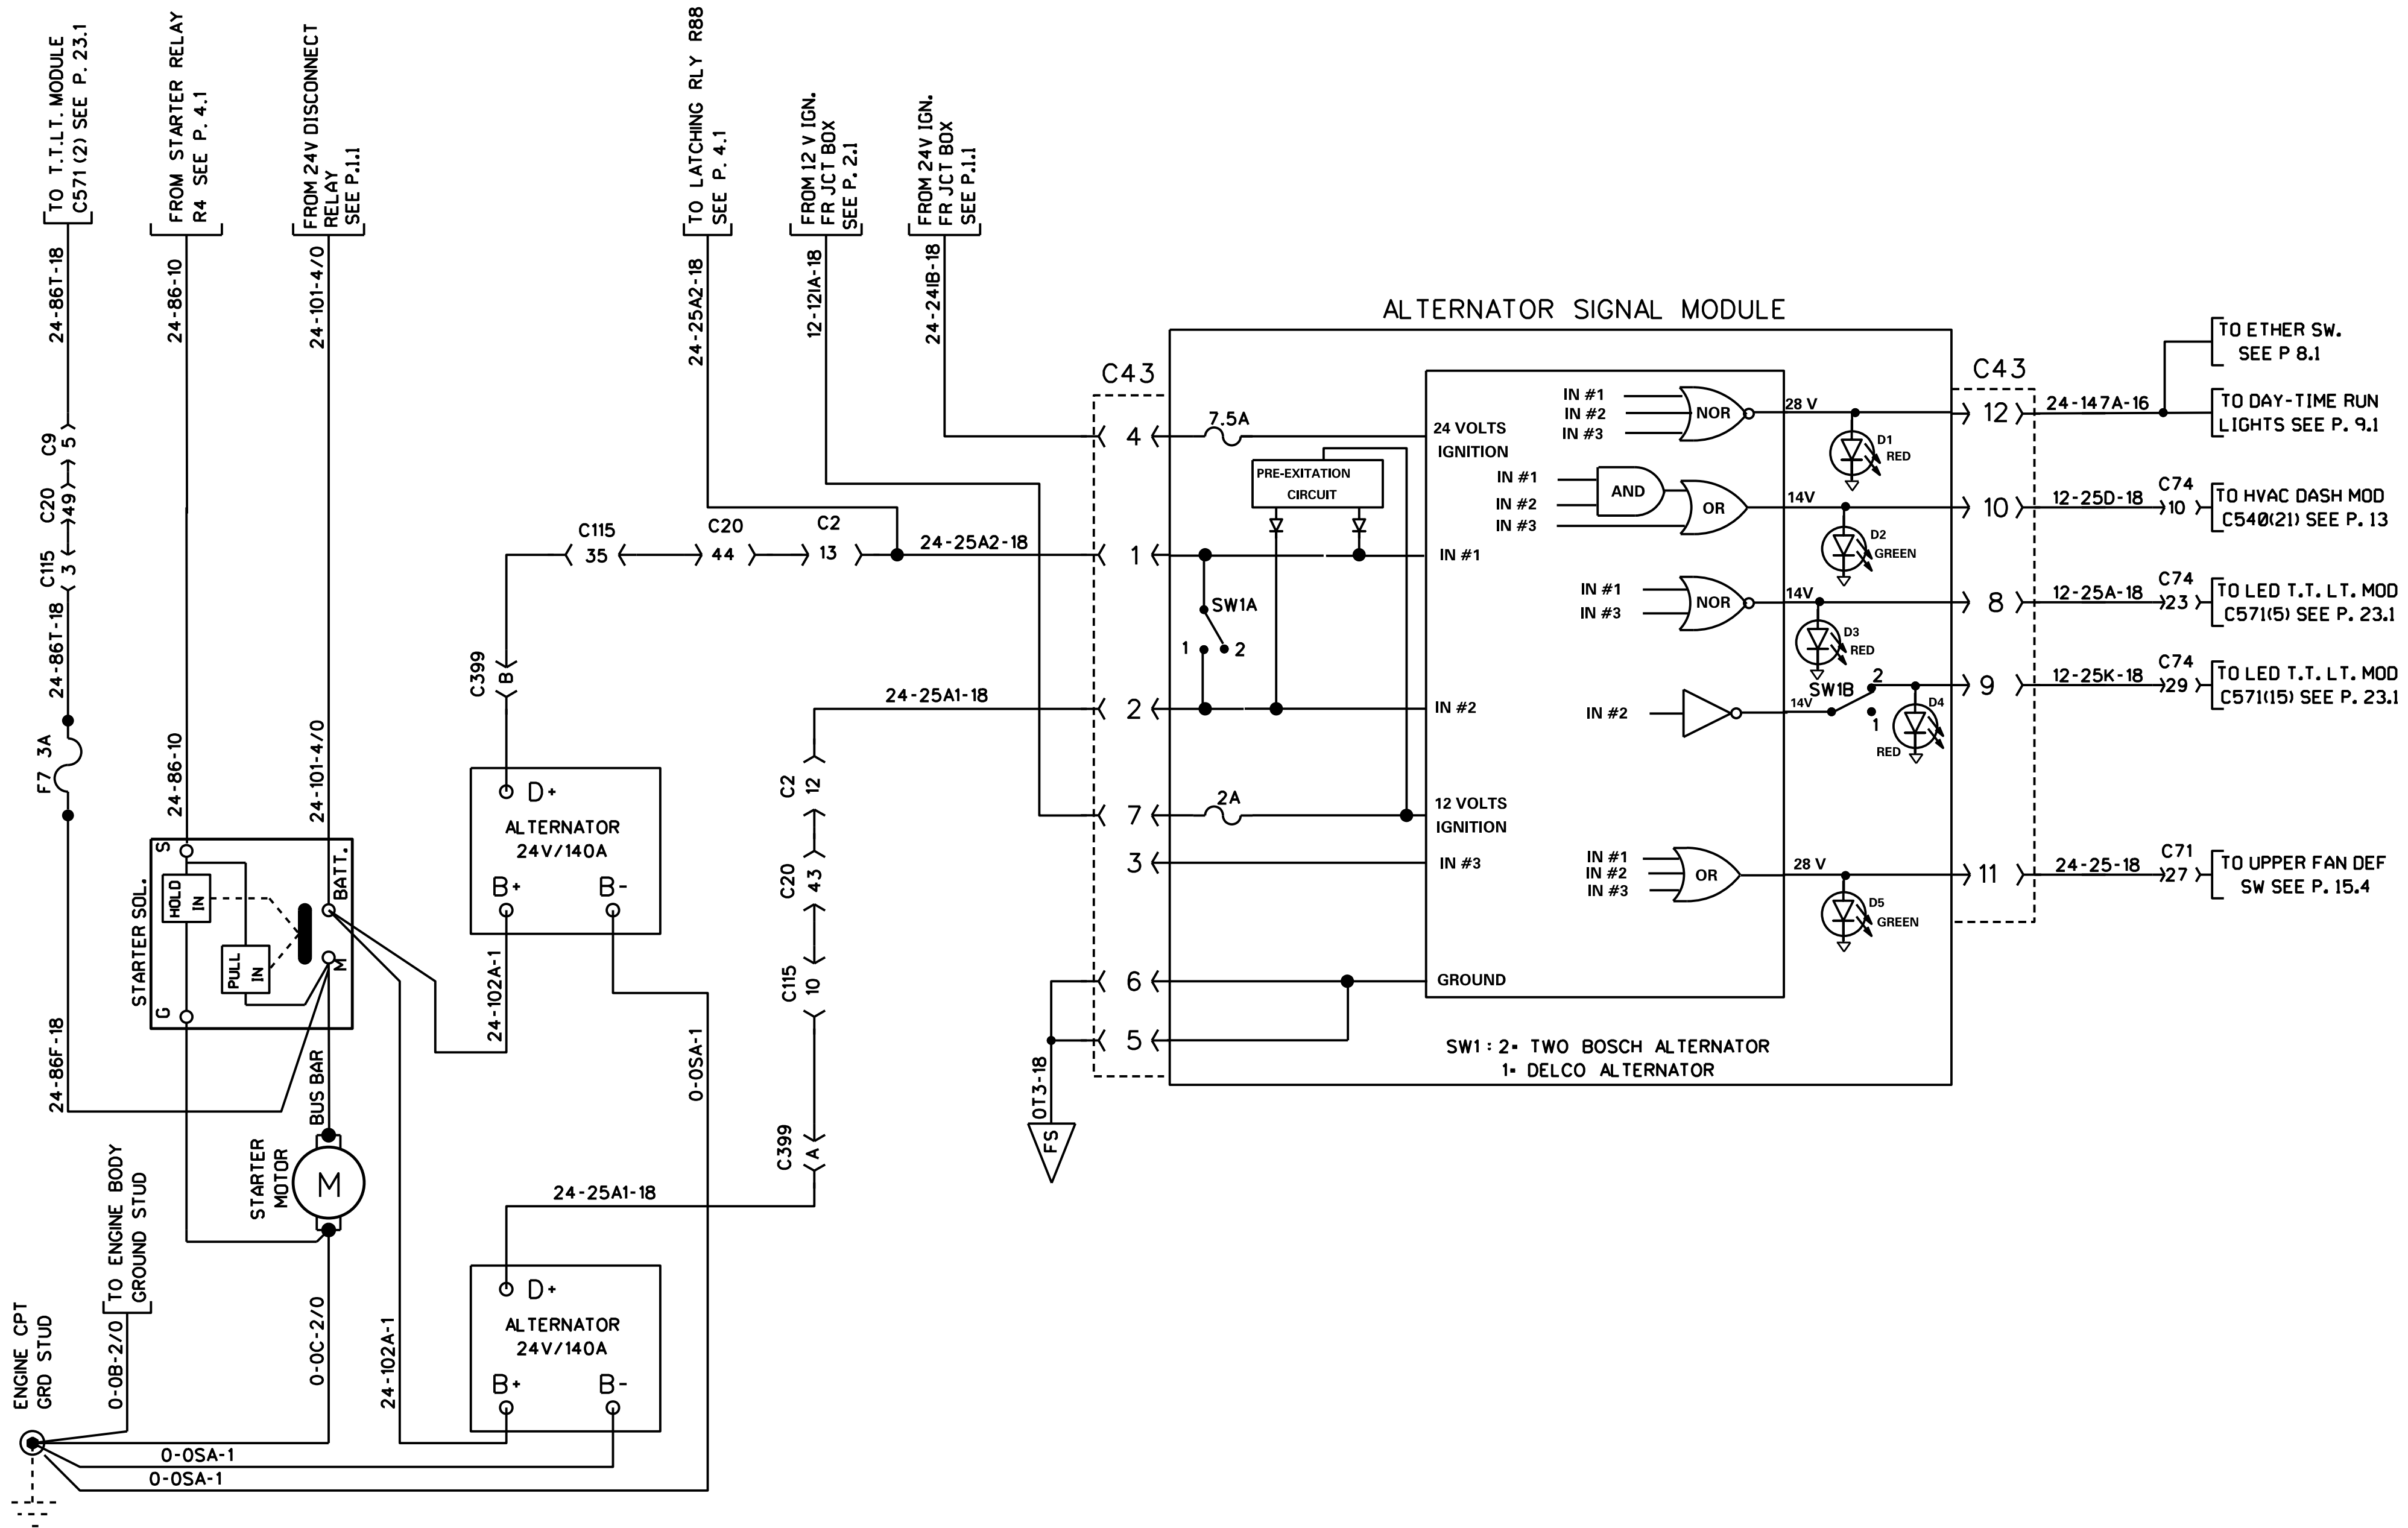 TO T.T.LT. MODULE
C571 (2) SEE P. 23.1
FROM STARTER RELAY
R4 SEE P. 4.1
FROM 24V DISCONNECT
RELAY
SEE P.1.1
TO LATCHING RLY R88
SEE P. 4.1
FROM 12 V IGN.
FR JCT BOX
SEE P. 2.1
FROM 24V IGN.
FR JCT BOX
SEE P.1.1
24-86T-18
24-86-10
24-101-4/0
24-25A2-18
12-12IA-18
24-24IB-18
C9
5
C20
49
C115
3
24-86T-18
F7 3A
24-86-10
24-101-4/0
24-86F-18
STARTER SOL.
S
HOLD
IN
PULL
IN
G
BATT.
M
BUS BAR
STARTER
MOTOR
M
TO ENGINE BODY
GROUND STUD
ENGINE CPT
GRD STUD
0-0B-2/0
0-0C-2/0
24-102A-1
0-0SA-1
0-0SA-1
C115
35
C20
44
C2
13
24-25A2-18
C399
B
D+
ALTERNATOR
24V/140A
B+
B-
24-102A-1
0-0SA-1
24-25A1-18
C2
12
C20
43
C115
10
C399
A
24-25A1-18
D+
ALTERNATOR
24V/140A
B+
B-
ALTERNATOR SIGNAL MODULE
C43
4
1
2
7
3
6
5
0T3-18
FS
7.5A
PRE-EXITATION
CIRCUIT
SW1A
1
2
2A
24 VOLTS
IGNITION
IN #1
IN #2
12 VOLTS
IGNITION
IN #3
GROUND
IN #1
IN #2
IN #3
NOR
28 V
D1
RED
IN #1
IN #2
IN #3
AND
OR
14V
D2
GREEN
IN #1
IN #3
NOR
14V
D3
RED
IN #2
14V
SW1B
2
1
D4
RED
IN #1
IN #2
IN #3
OR
28 V
D5
GREEN
SW1 : 2= TWO BOSCH ALTERNATOR
1= DELCO ALTERNATOR
C43
12
24-147A-16
TO ETHER SW.
SEE P 8.1
TO DAY-TIME RUN
LIGHTS SEE P. 9.1
10
12-25D-18
C74
10
TO HVAC DASH MOD
C540(21) SEE P. 13
8
12-25A-18
C74
23
TO LED T.T. LT. MOD
C571(5) SEE P. 23.1
9
12-25K-18
C74
29
TO LED T.T. LT. MOD
C571(15) SEE P. 23.1
11
24-25-18
C71
27
TO UPPER FAN DEF
SW SEE P. 15.4